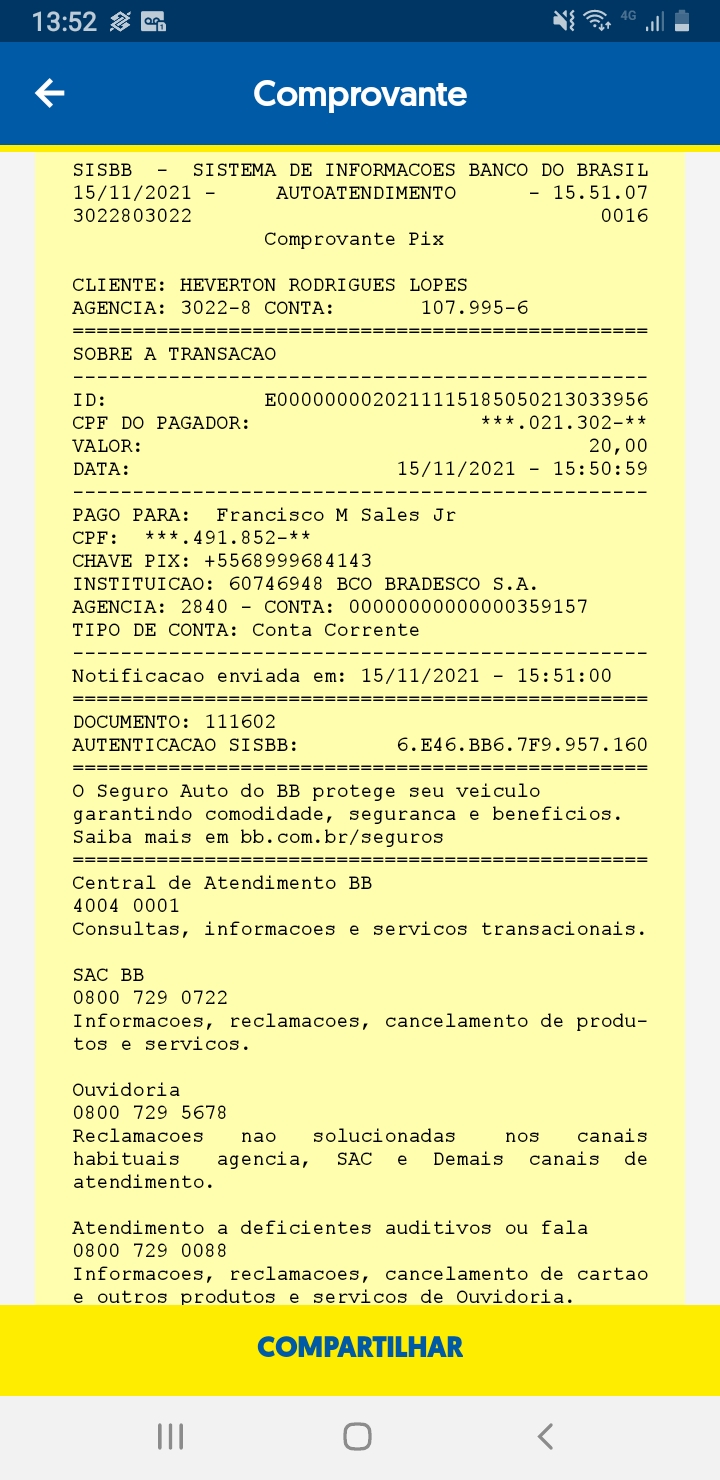 13:52
4G
Comprovante
SISBB - SISTEMA DE INFORMACOES BANCO DO BRASIL
15/11/2021 - AUTOATENDIMENTO - 15.51.07
3022803022 0016
Comprovante Pix
CLIENTE: HEVERTON RODRIGUES LOPES
AGENCIA: 3022-8 CONTA: 107.995-6
================================================
SOBRE A TRANSACAO
------------------------------------------------
ID: E00000000202111151850502130​33956
CPF DO PAGADOR: ***.021.302-**
VALOR: 20,00
DATA: 15/11/2021 - 15:50:59
------------------------------------------------
PAGO PARA: Francisco M Sales Jr
CPF: ***.491.852-**
CHAVE PIX: +5568999684143
INSTITUICAO: 60746948 BCO BRADESCO S.A.
AGENCIA: 2840 - CONTA: 00000000000000359157
TIPO DE CONTA: Conta Corrente
------------------------------------------------
Notificacao enviada em: 15/11/2021 - 15:51:00
================================================
DOCUMENTO: 111602
AUTENTICACAO SISBB: 6.E46.BB6.7F9.957.160
================================================
O Seguro Auto do BB protege seu veiculo
garantindo comodidade, seguranca e beneficios.
Saiba mais em bb.com.br/seguros
================================================
Central de Atendimento BB
4004 0001
Consultas, informacoes e servicos transacionais.
SAC BB
0800 729 0722
Informacoes, reclamacoes, cancelamento de produ-
tos e servicos.
Ouvidoria
0800 729 5678
Reclamacoes nao solucionadas nos canais
habituais agencia, SAC e Demais canais de
atendimento.
Atendimento a deficientes auditivos ou fala
0800 729 0088
Informacoes, reclamacoes, cancelamento de cartao
e outros produtos e servicos de Ouvidoria.
COMPARTILHAR